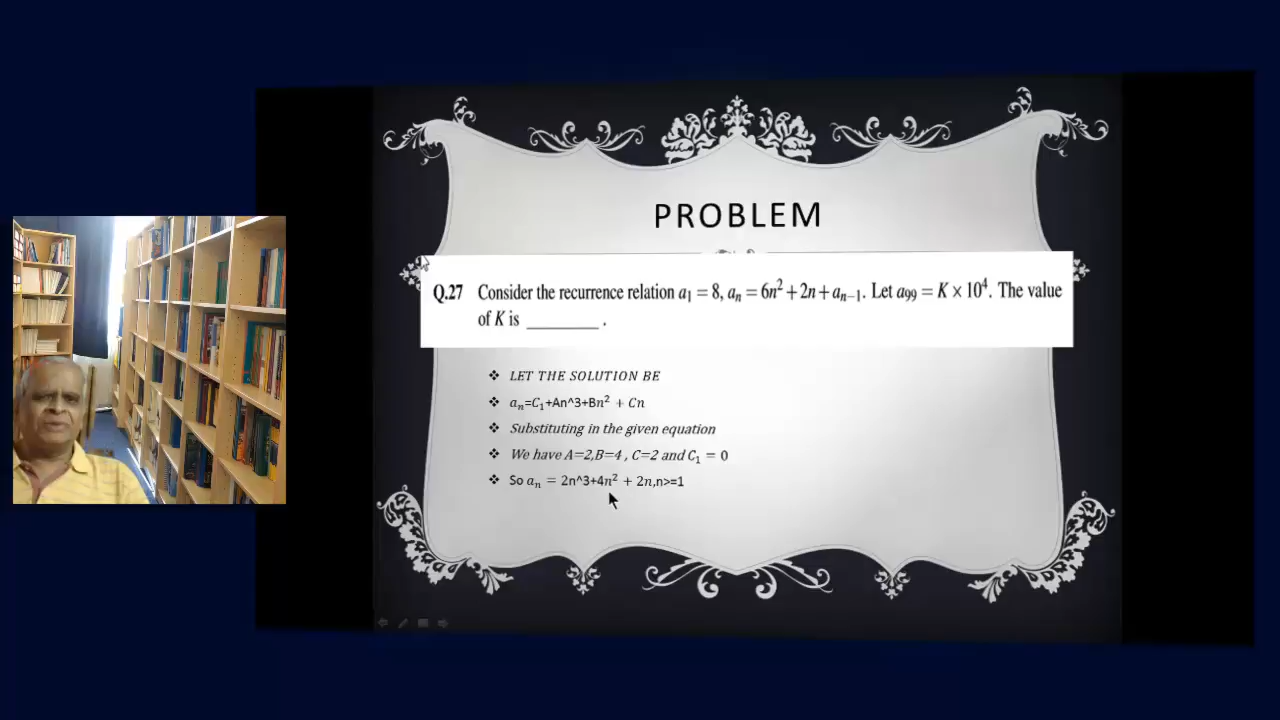 PROBLEM
Q.27 Consider the recurrence relation a₁ = 8, aₙ = 6n² + 2n + aₙ₋₁. Let a₉₉ = K × 10⁴. The value
of K is ________ .
❖ LET THE SOLUTION BE
❖ aₙ=C₁+An^3+Bn² + Cn
❖ Substituting in the given equation
❖ We have A=2,B=4 , C=2 and C₁ = 0
❖ So aₙ = 2n^3+4n² + 2n,n>=1